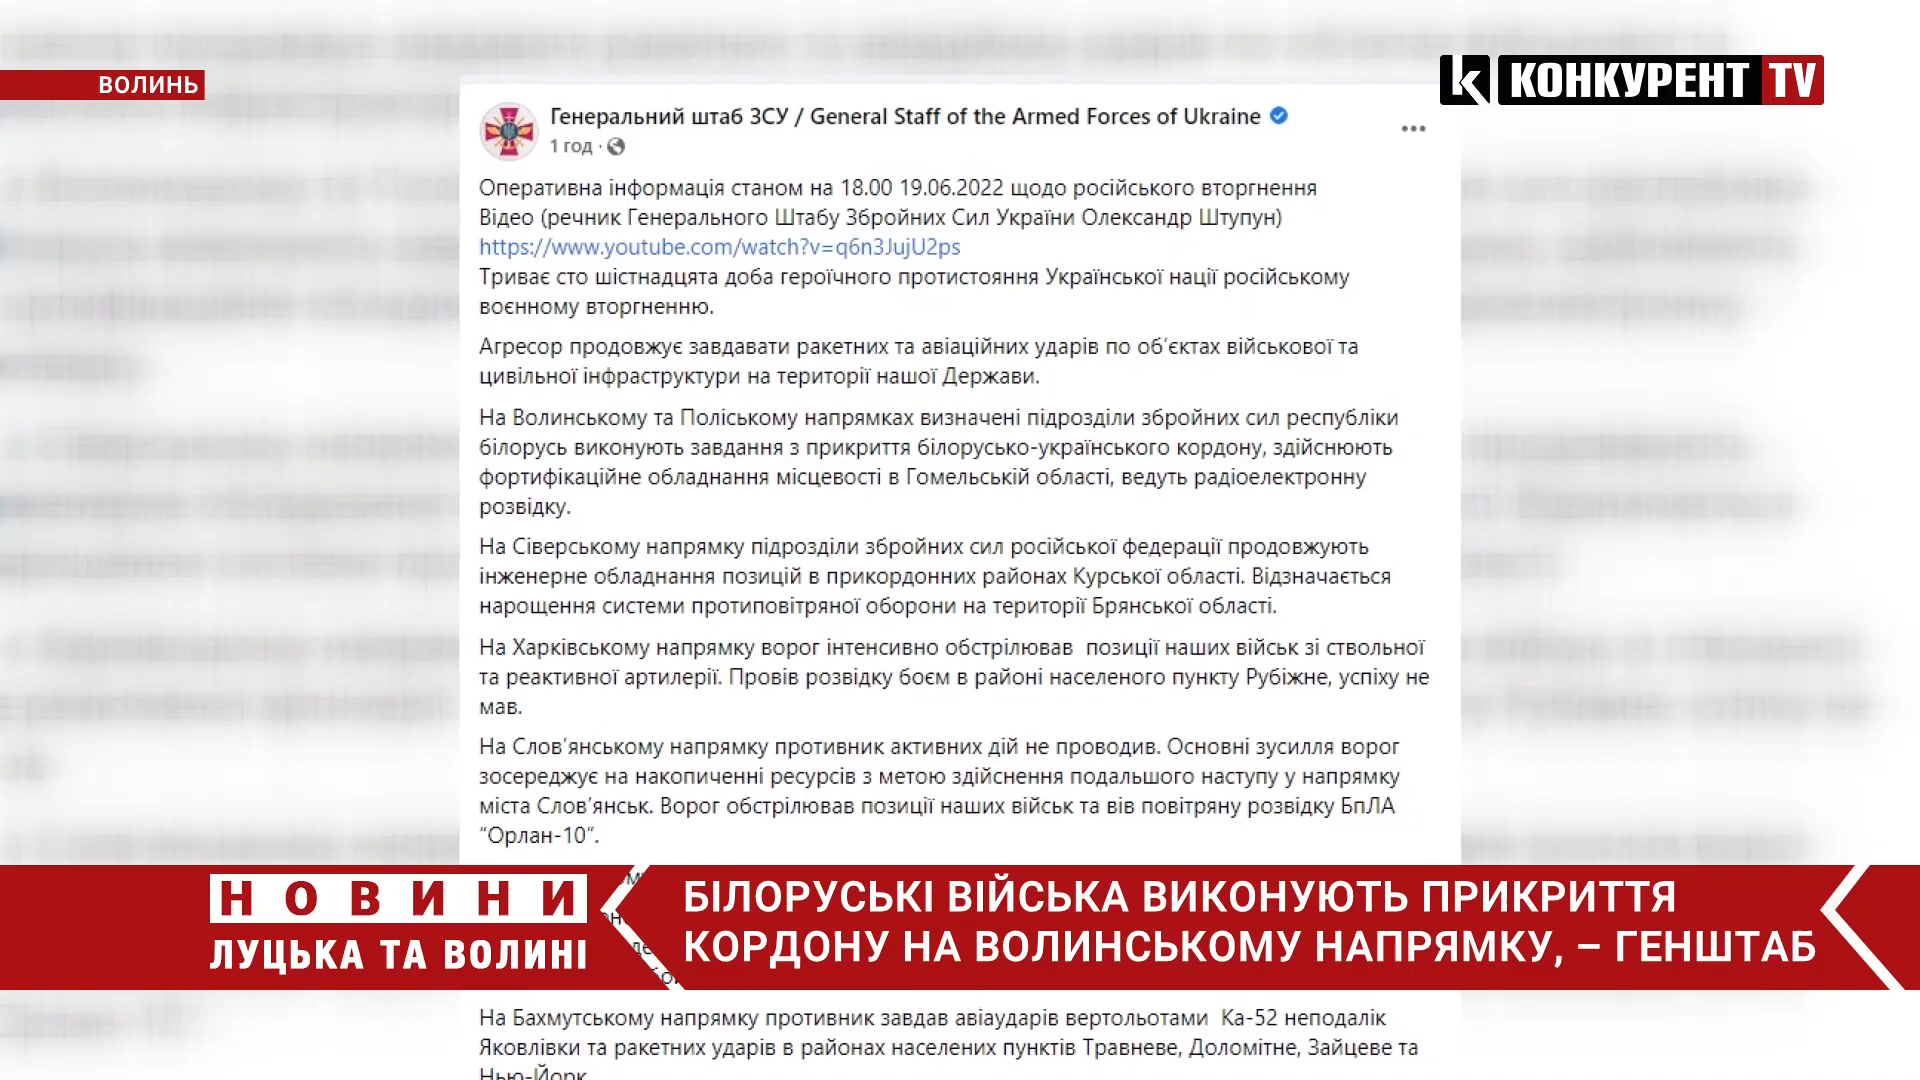 ВОЛИНЬ
КОНКУРЕНТ TV
Генеральний штаб ЗСУ / General Staff of the Armed Forces of Ukraine
1 год ·
Оперативна інформація станом на 18.00 19.06.2022 щодо російського вторгнення
Відео (речник Генерального Штабу Збройних Сил України Олександр Штупун)
https://www.youtube.com/watch?v=q6n3JujU2ps
Триває сто шістнадцята доба героїчного протистояння Української нації російському
воєнному вторгненню.
Агресор продовжує завдавати ракетних та авіаційних ударів по об’єктах військової та
цивільної інфраструктури на території нашої Держави.
На Волинському та Поліському напрямках визначені підрозділи збройних сил республіки
білорусь виконують завдання з прикриття білорусько-українського кордону, здійснюють
фортифікаційне обладнання місцевості в Гомельській області, ведуть радіоелектронну
розвідку.
На Сіверському напрямку підрозділи збройних сил російської федерації продовжують
інженерне обладнання позицій в прикордонних районах Курської області. Відзначається
нарощення системи протиповітряної оборони на території Брянської області.
На Харківському напрямку ворог інтенсивно обстрілював позиції наших військ зі ствольної
та реактивної артилерії. Провів розвідку боєм в районі населеного пункту Рубіжне, успіху не
мав.
На Слов’янському напрямку противник активних дій не проводив. Основні зусилля ворог
зосереджує на накопиченні ресурсів з метою здійснення подальшого наступу у напрямку
міста Слов’янськ. Ворог обстрілював позиції наших військ та вів повітряну розвідку БпЛА
“Орлан-10”.
НОВИНИ
ЛУЦЬКА ТА ВОЛИНІ
БІЛОРУСЬКІ ВІЙСЬКА ВИКОНУЮТЬ ПРИКРИТТЯ
КОРДОНУ НА ВОЛИНСЬКОМУ НАПРЯМКУ, – ГЕНШТАБ
На Бахмутському напрямку противник завдав авіаударів вертольотами Ка-52 неподалік
Яковлівки та ракетних ударів в районах населених пунктів Травневе, Доломітне, Зайцеве та
Нью-Йорк